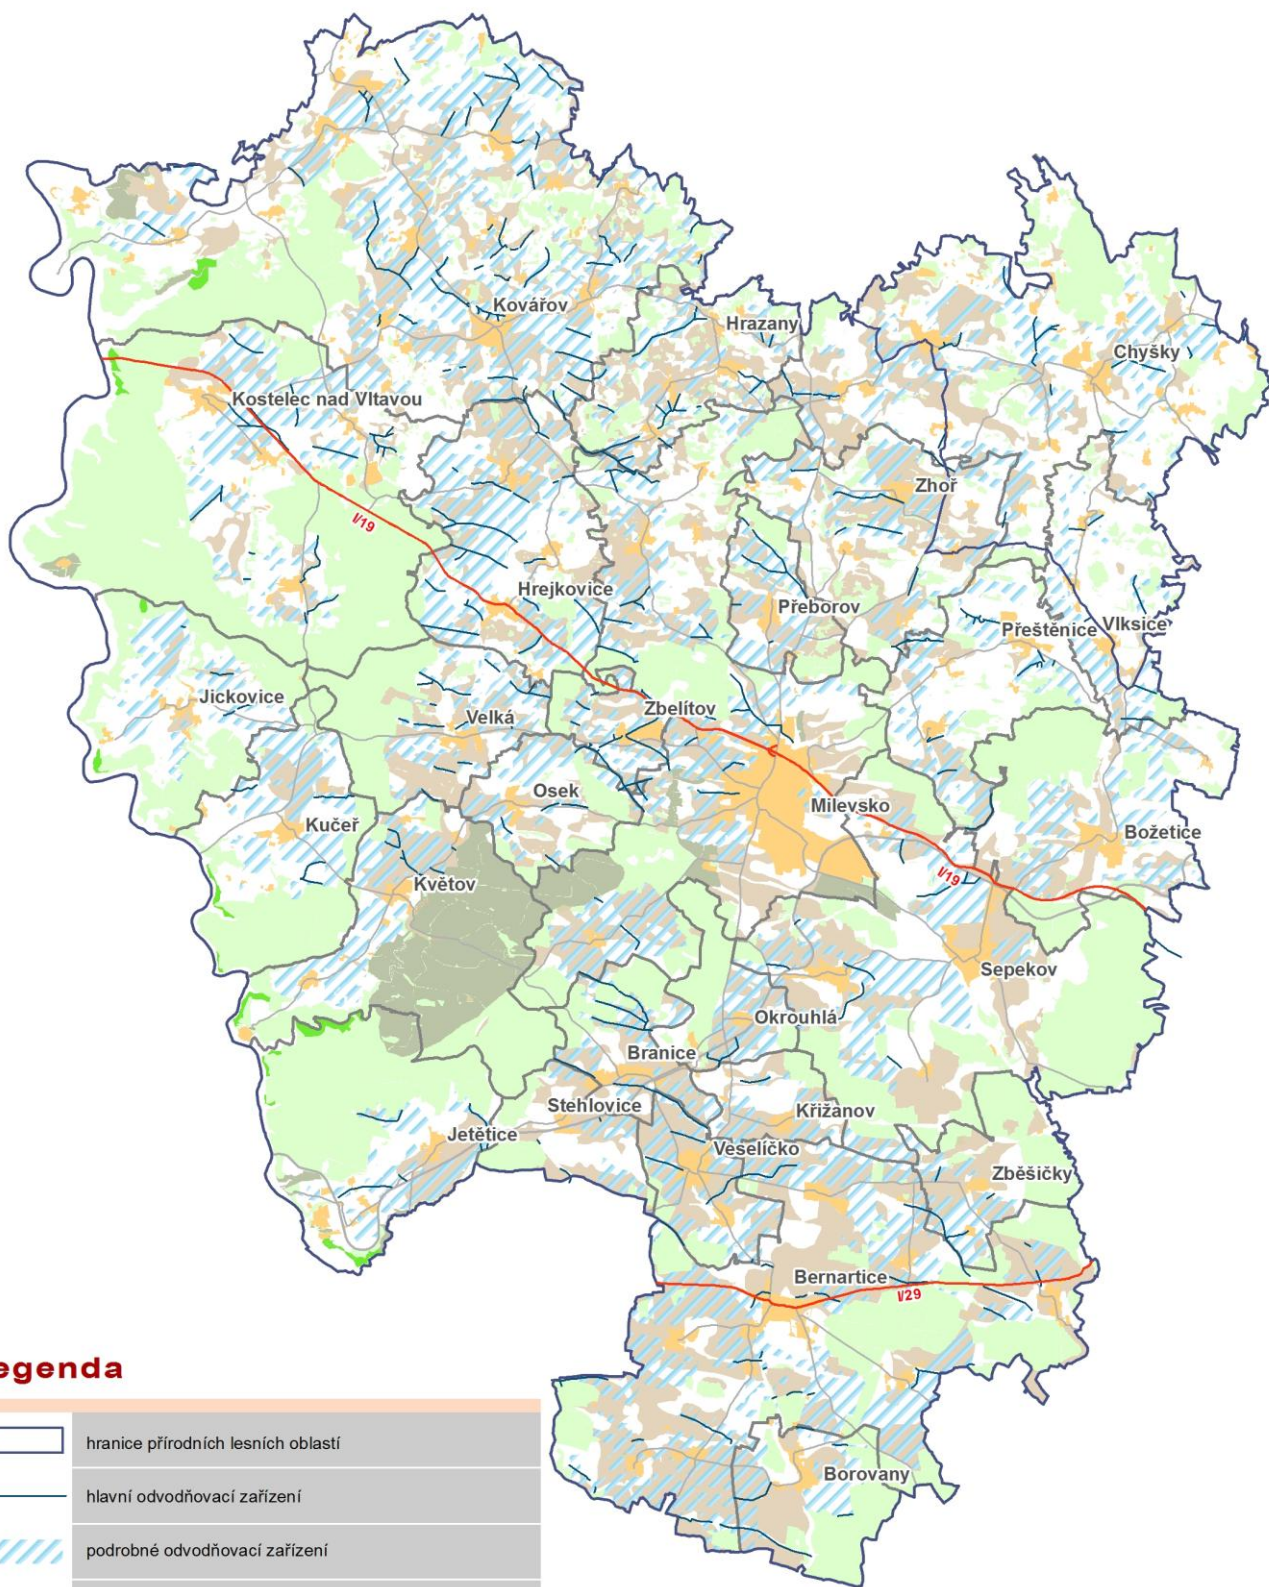 Kovářov
Hrazany
Chyšky
Kostelec nad Vltavou
Zhoř
I/19
Hrejkovice
Přeborov
Přeštěnice
Vlksice
Jickovice
Velká
Zbelítov
Osek
Milevsko
Kučeř
Božetice
Květov
I/19
Sepekov
Okrouhlá
Branice
Stehlovice
Křižanov
Jetětice
Veselíčko
Zběšičky
Bernartice
I/29
egenda
hranice přírodních lesních oblastí
hlavní odvodňovací zařízení
Borovany
podrobné odvodňovací zařízení